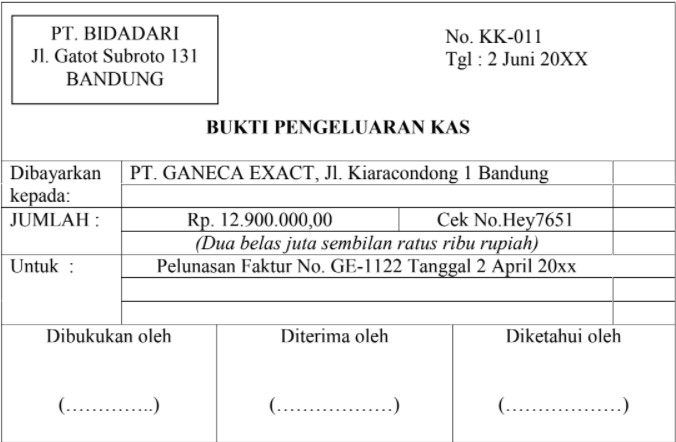 PT. BIDADARI
Jl. Gatot Subroto 131
BANDUNG
No. KK-011
Tgl : 2 Juni 20XX
BUKTI PENGELUARAN KAS
Dibayarkan kepada:
PT. GANECA EXACT, Jl. Kiaracondong 1 Bandung
JUMLAH :
Rp. 12.900.000,00
Cek No.Hey7651
(Dua belas juta sembilan ratus ribu rupiah)
Untuk :
Pelunasan Faktur No. GE-1122 Tanggal 2 April 20xx
Dibukukan oleh
Diterima oleh
Diketahui oleh
(…………..)
(………………)
(………………)